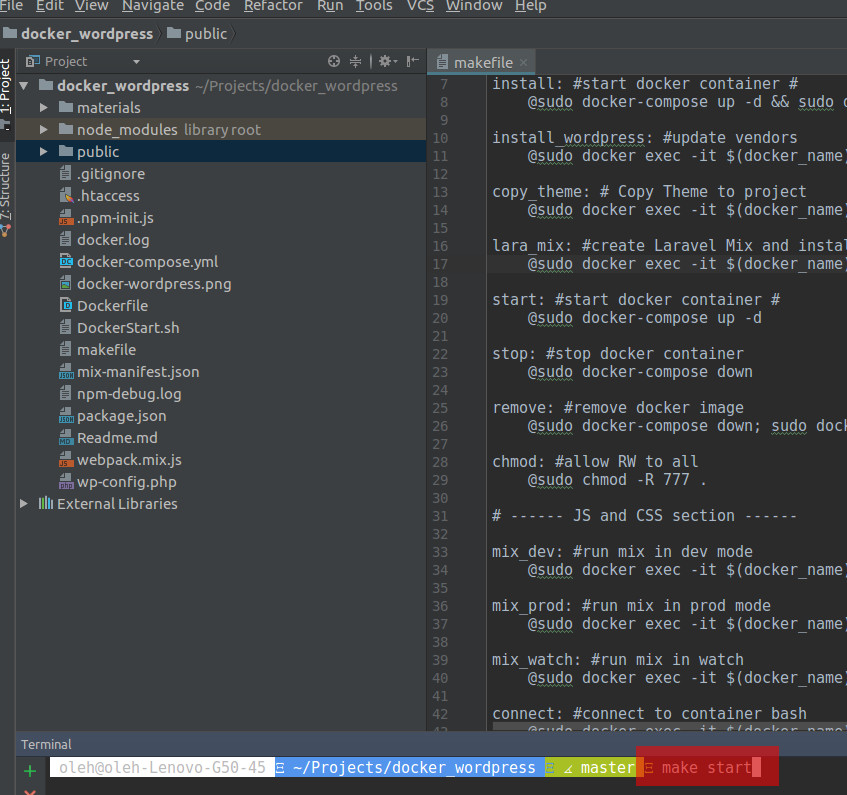 File Edit View Navigate Code Refactor Run Tools VCS Window Help
docker_wordpress public
Project
makefile
1: Project
7: Structure
docker_wordpress ~/Projects/docker_wordpress
materials
node_modules library root
public
.gitignore
.htaccess
.npm-init.js
docker.log
docker-compose.yml
docker-wordpress.png
Dockerfile
DockerStart.sh
makefile
mix-manifest.json
npm-debug.log
package.json
Readme.md
webpack.mix.js
wp-config.php
External Libraries
7 install: #start docker container #
8 @sudo docker-compose up -d && sudo
9
10 install_wordpress: #update vendors
11 @sudo docker exec -it $(docker_name)
12
13 copy_theme: # Copy Theme to project
14 @sudo docker exec -it $(docker_name)
15
16 lara_mix: #create Laravel Mix and instal
17 @sudo docker exec -it $(docker_name)
18
19 start: #start docker container #
20 @sudo docker-compose up -d
21
22 stop: #stop docker container
23 @sudo docker-compose down
24
25 remove: #remove docker image
26 @sudo docker-compose down; sudo dock
27
28 chmod: #allow RW to all
29 @sudo chmod -R 777 .
30
31 # ------ JS and CSS section ------
32
33 mix_dev: #run mix in dev mode
34 @sudo docker exec -it $(docker_name)
35
36 mix_prod: #run mix in prod mode
37 @sudo docker exec -it $(docker_name)
38
39 mix_watch: #run mix in watch
40 @sudo docker exec -it $(docker_name)
41
42 connect: #connect to container bash
Terminal
oleh@oleh-Lenovo-G50-45 ~/Projects/docker_wordpress master make start